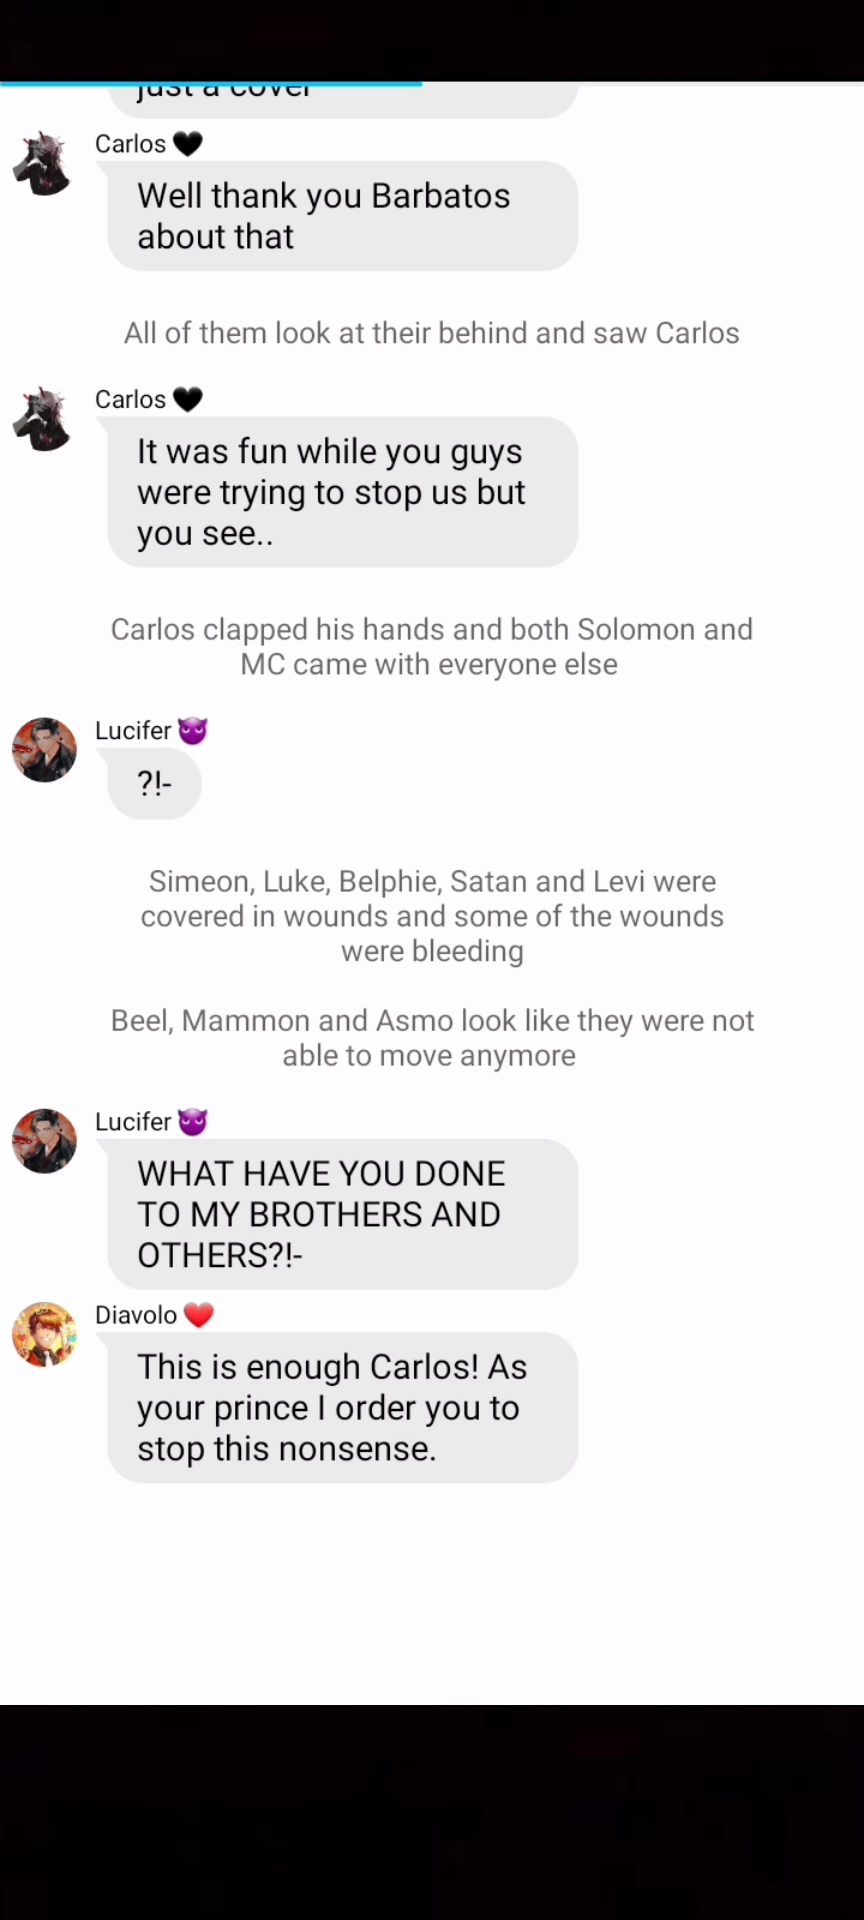 just a cover
Carlos 🖤
Well thank you Barbatos
about that
All of them look at their behind and saw Carlos
Carlos 🖤
It was fun while you guys
were trying to stop us but
you see..
Carlos clapped his hands and both Solomon and
MC came with everyone else
Lucifer 😈
?!-
Simeon, Luke, Belphie, Satan and Levi were
covered in wounds and some of the wounds
were bleeding
Beel, Mammon and Asmo look like they were not
able to move anymore
Lucifer 😈
WHAT HAVE YOU DONE
TO MY BROTHERS AND
OTHERS?!-
Diavolo ❤️
This is enough Carlos! As
your prince I order you to
stop this nonsense.